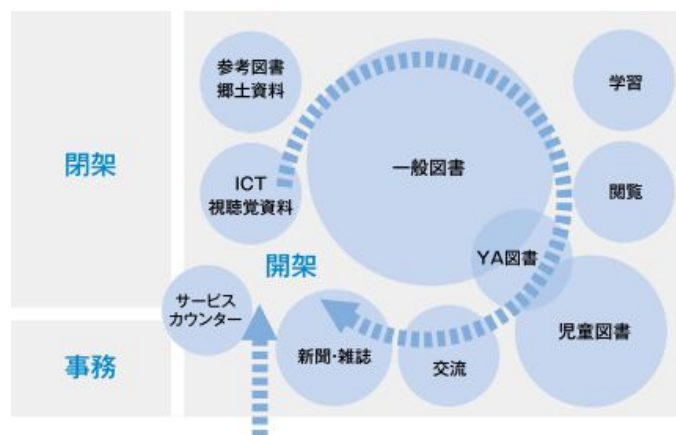 閉架
事務
参考図書
郷土資料
ICT
視聴覚資料
開架
サービス
カウンター
一般図書
学習
閲覧
YA図書
児童図書
新聞・雑誌
交流